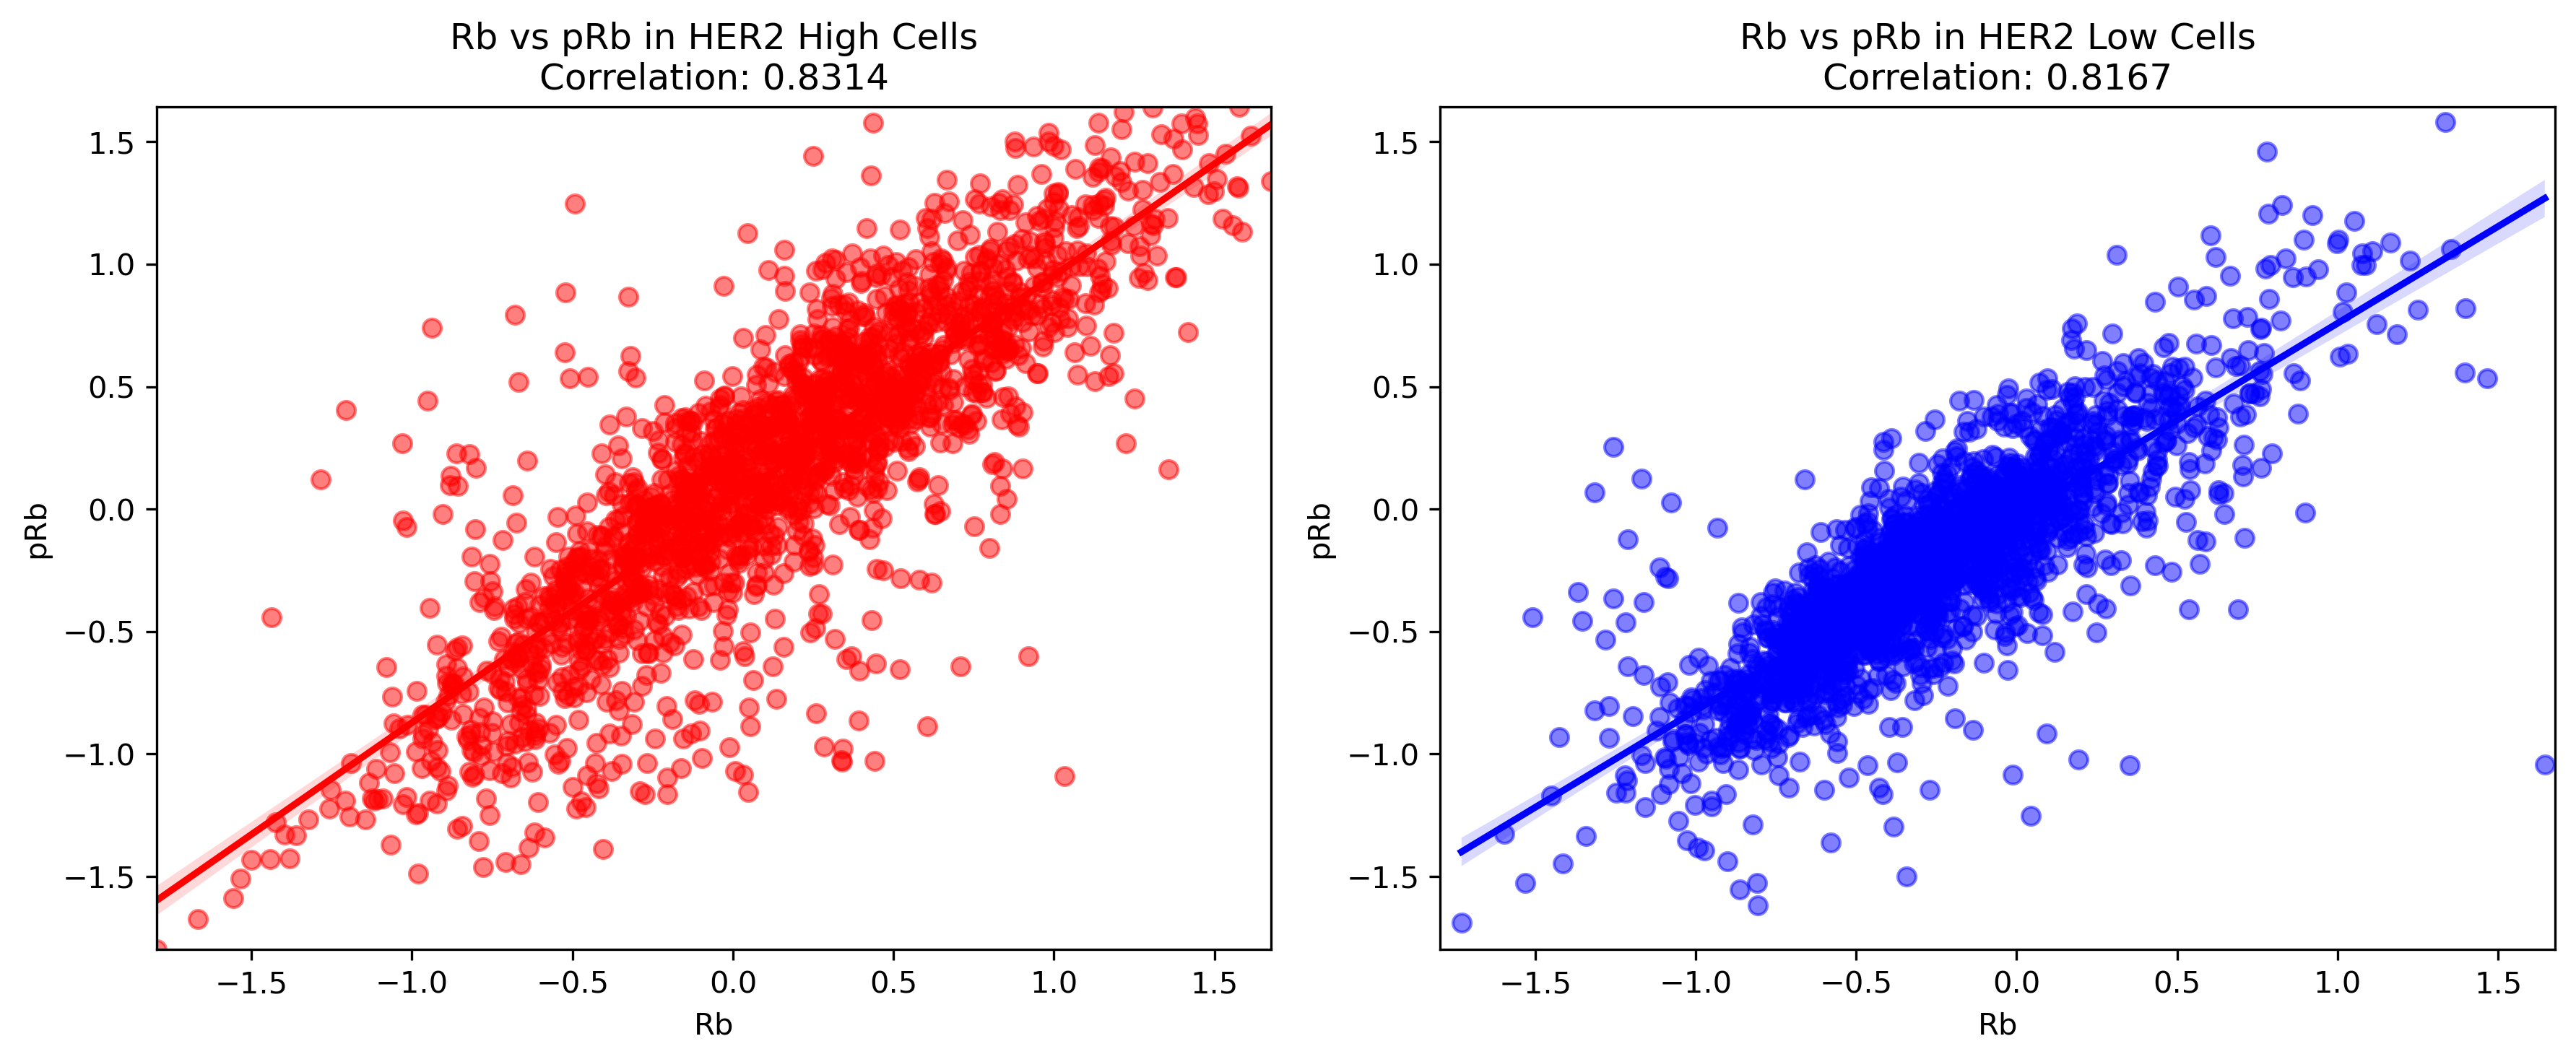 Rb vs pRb in HER2 High Cells
Correlation: 0.8314
1.5
1.0
0.5
0.0
−0.5
−1.0
−1.5
pRb
−1.5 −1.0 −0.5 0.0 0.5 1.0 1.5
Rb
Rb vs pRb in HER2 Low Cells
Correlation: 0.8167
1.5
1.0
0.5
0.0
−0.5
−1.0
−1.5
pRb
−1.5 −1.0 −0.5 0.0 0.5 1.0 1.5
Rb